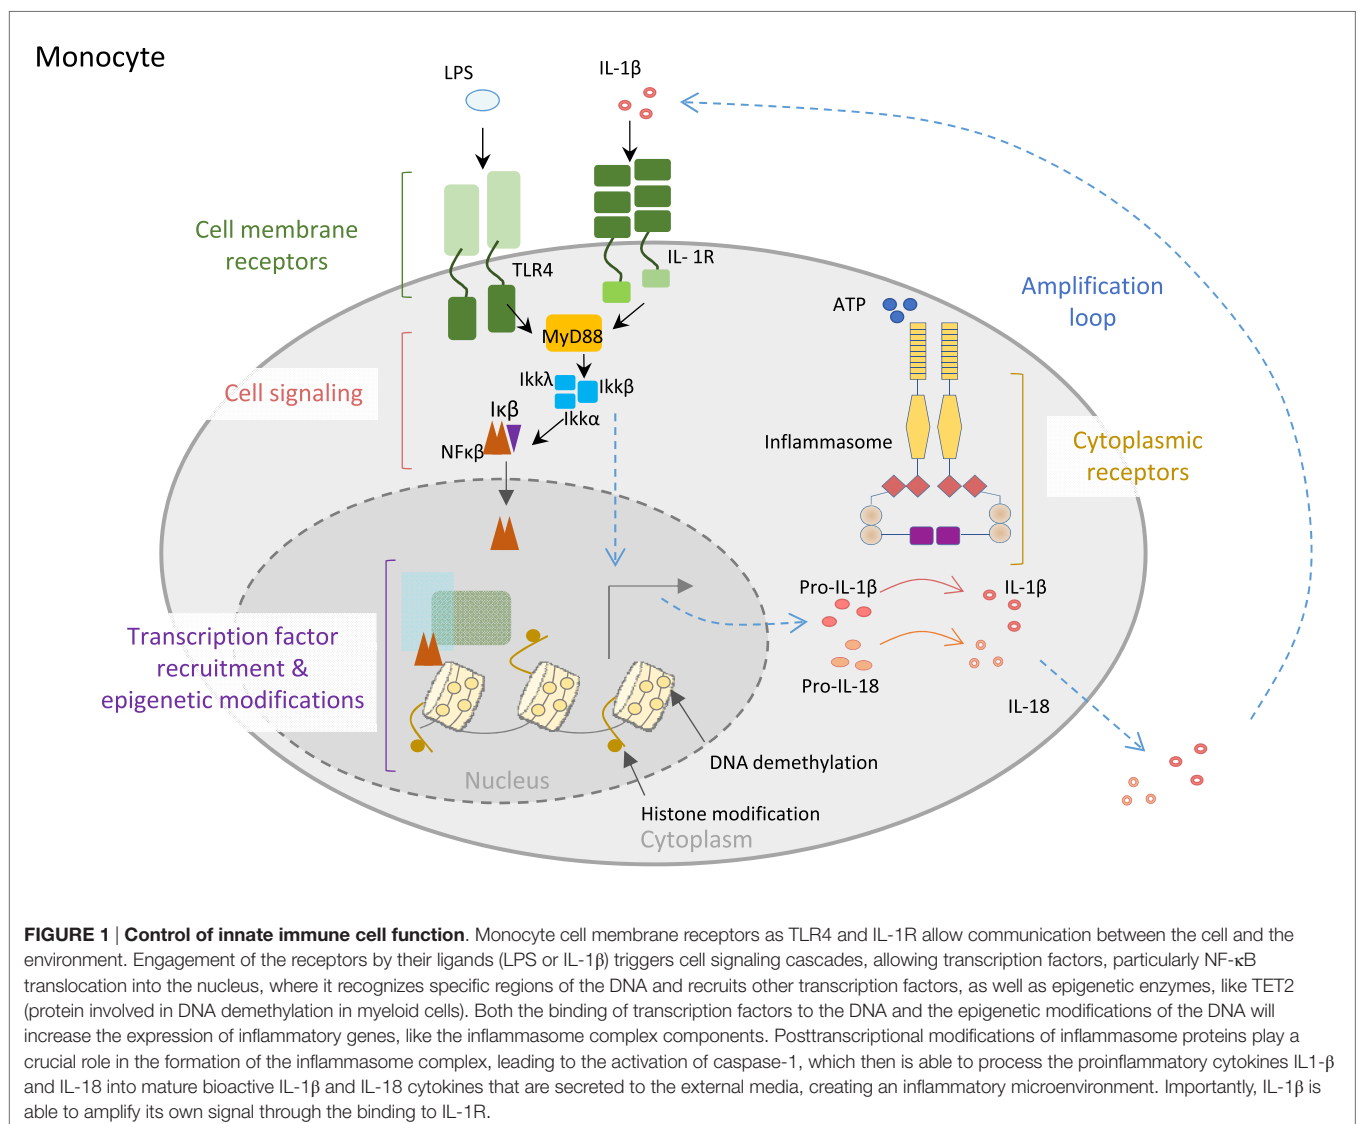 Monocyte
LPS
IL-1β
Cell membrane
receptors
TLR4
IL- 1R
MyD88
Cell signaling
Ikkλ
Ikkβ
Ikkα
Iκβ
NFκβ
ATP
Amplification
loop
Inflammasome
Cytoplasmic
receptors
Transcription factor
recruitment &
epigenetic modifications
Pro-IL-1β
IL-1β
Pro-IL-18
IL-18
DNA demethylation
Nucleus
Histone modification
Cytoplasm
FIGURE 1 | Control of innate immune cell function. Monocyte cell membrane receptors as TLR4 and IL-1R allow communication between the cell and the
environment. Engagement of the receptors by their ligands (LPS or IL-1β) triggers cell signaling cascades, allowing transcription factors, particularly NF-κB
translocation into the nucleus, where it recognizes specific regions of the DNA and recruits other transcription factors, as well as epigenetic enzymes, like TET2
(protein involved in DNA demethylation in myeloid cells). Both the binding of transcription factors to the DNA and the epigenetic modifications of the DNA will
increase the expression of inflammatory genes, like the inflammasome complex components. Posttranscriptional modifications of inflammasome proteins play a
crucial role in the formation of the inflammasome complex, leading to the activation of caspase-1, which then is able to process the proinflammatory cytokines IL1-β
and IL-18 into mature bioactive IL-1β and IL-18 cytokines that are secreted to the external media, creating an inflammatory microenvironment. Importantly, IL-1β is
able to amplify its own signal through the binding to IL-1R.